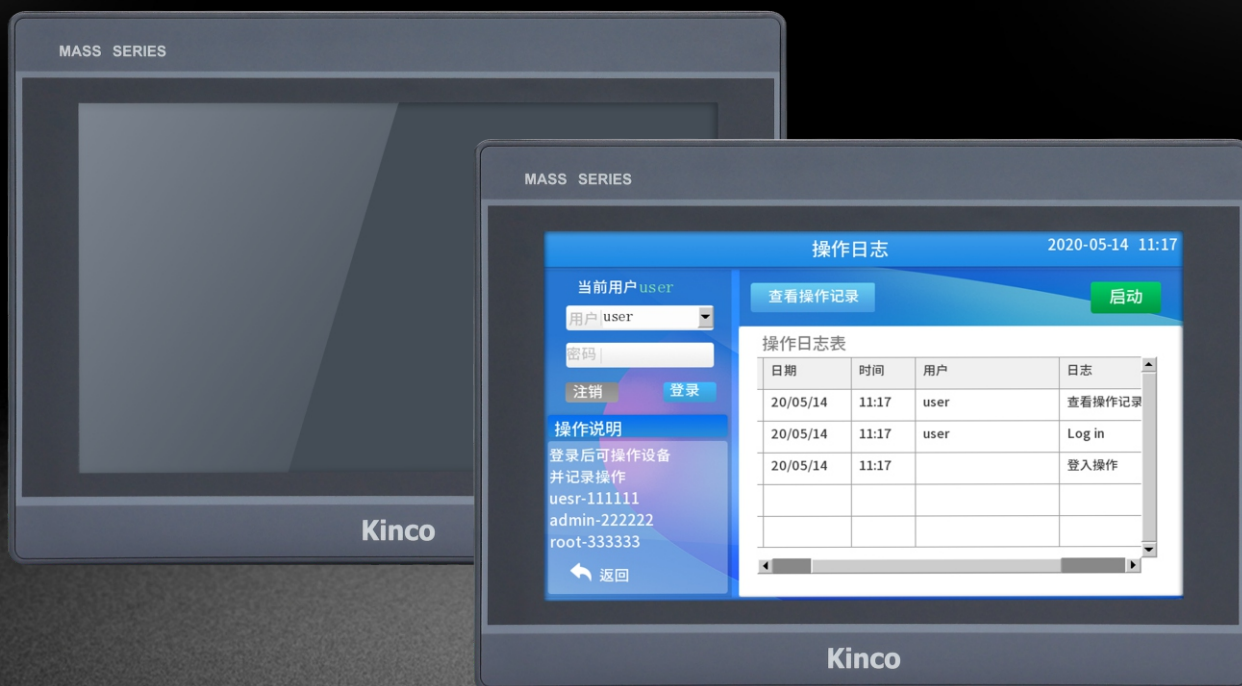 MASS SERIES
Kinco
MASS SERIES
操作日志
2020-05-14 11:17
当前用户user
用户 user
密码
注销 登录
操作说明
登录后可操作设备
并记录操作
uesr-111111
admin-222222
root-333333
返回
查看操作记录
启动
操作日志表
日期 时间 用户 日志
20/05/14 11:17 user 查看操作记录
20/05/14 11:17 user Log in
20/05/14 11:17 登入操作
Kinco